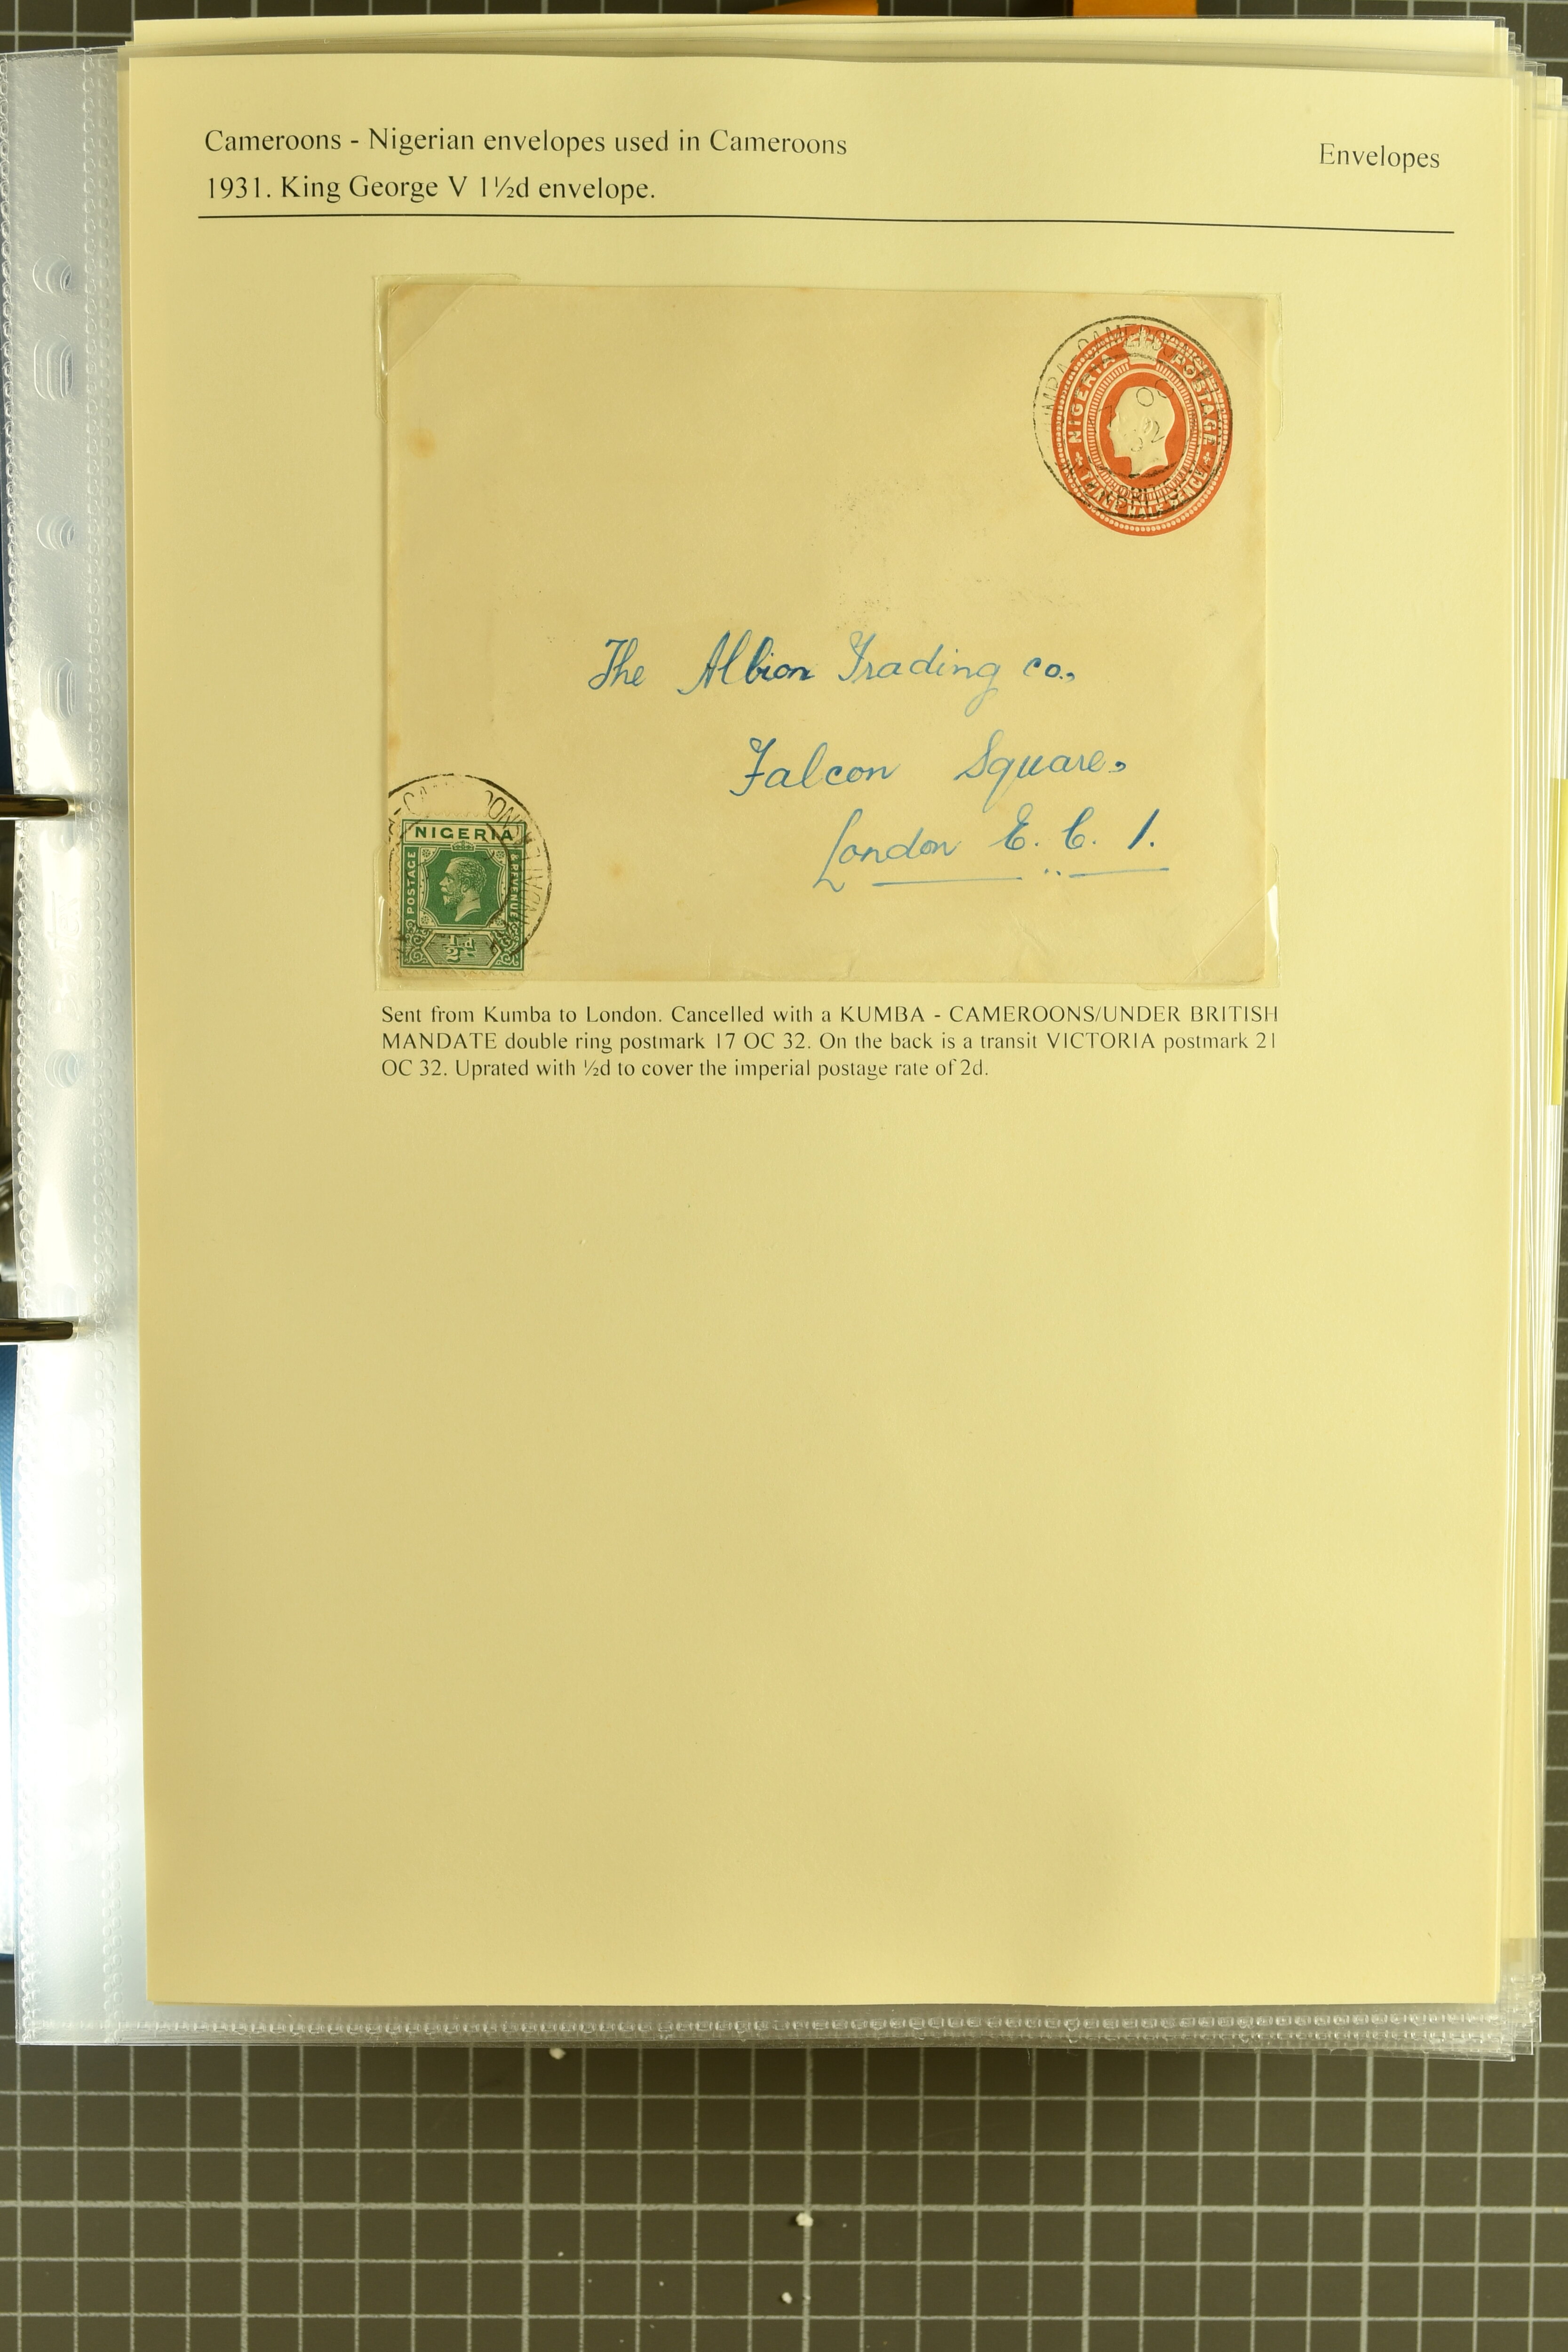 Cameroons - Nigerian envelopes used in Cameroons
Envelopes
1931. King George V 1½d envelope.
NIGERIA POSTAGE
OC
32
The Albion Trading co.,
Falcon Square,
London E. C. 1.
NIGERIA
POSTAGE
& REVENUE
½d
Sent from Kumba to London. Cancelled with a KUMBA - CAMEROONS/UNDER BRITISH
MANDATE double ring postmark 17 OC 32. On the back is a transit VICTORIA postmark 21
OC 32. Uprated with ½d to cover the imperial postage rate of 2d.